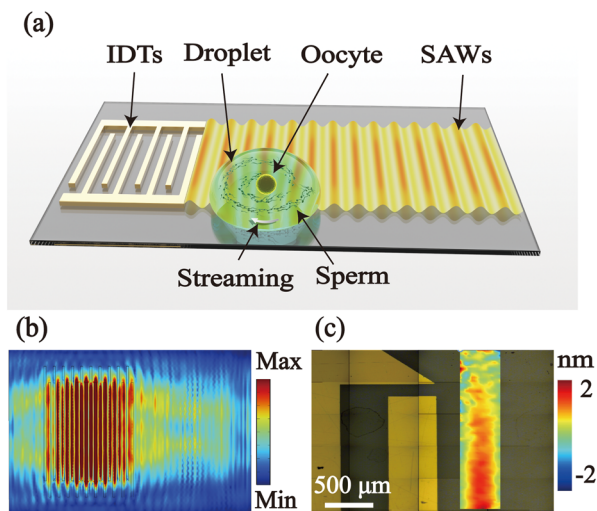 (a)
IDTs Droplet Oocyte SAWs
Streaming Sperm
(b) (c)
Max nm
2
500 μm -2
Min